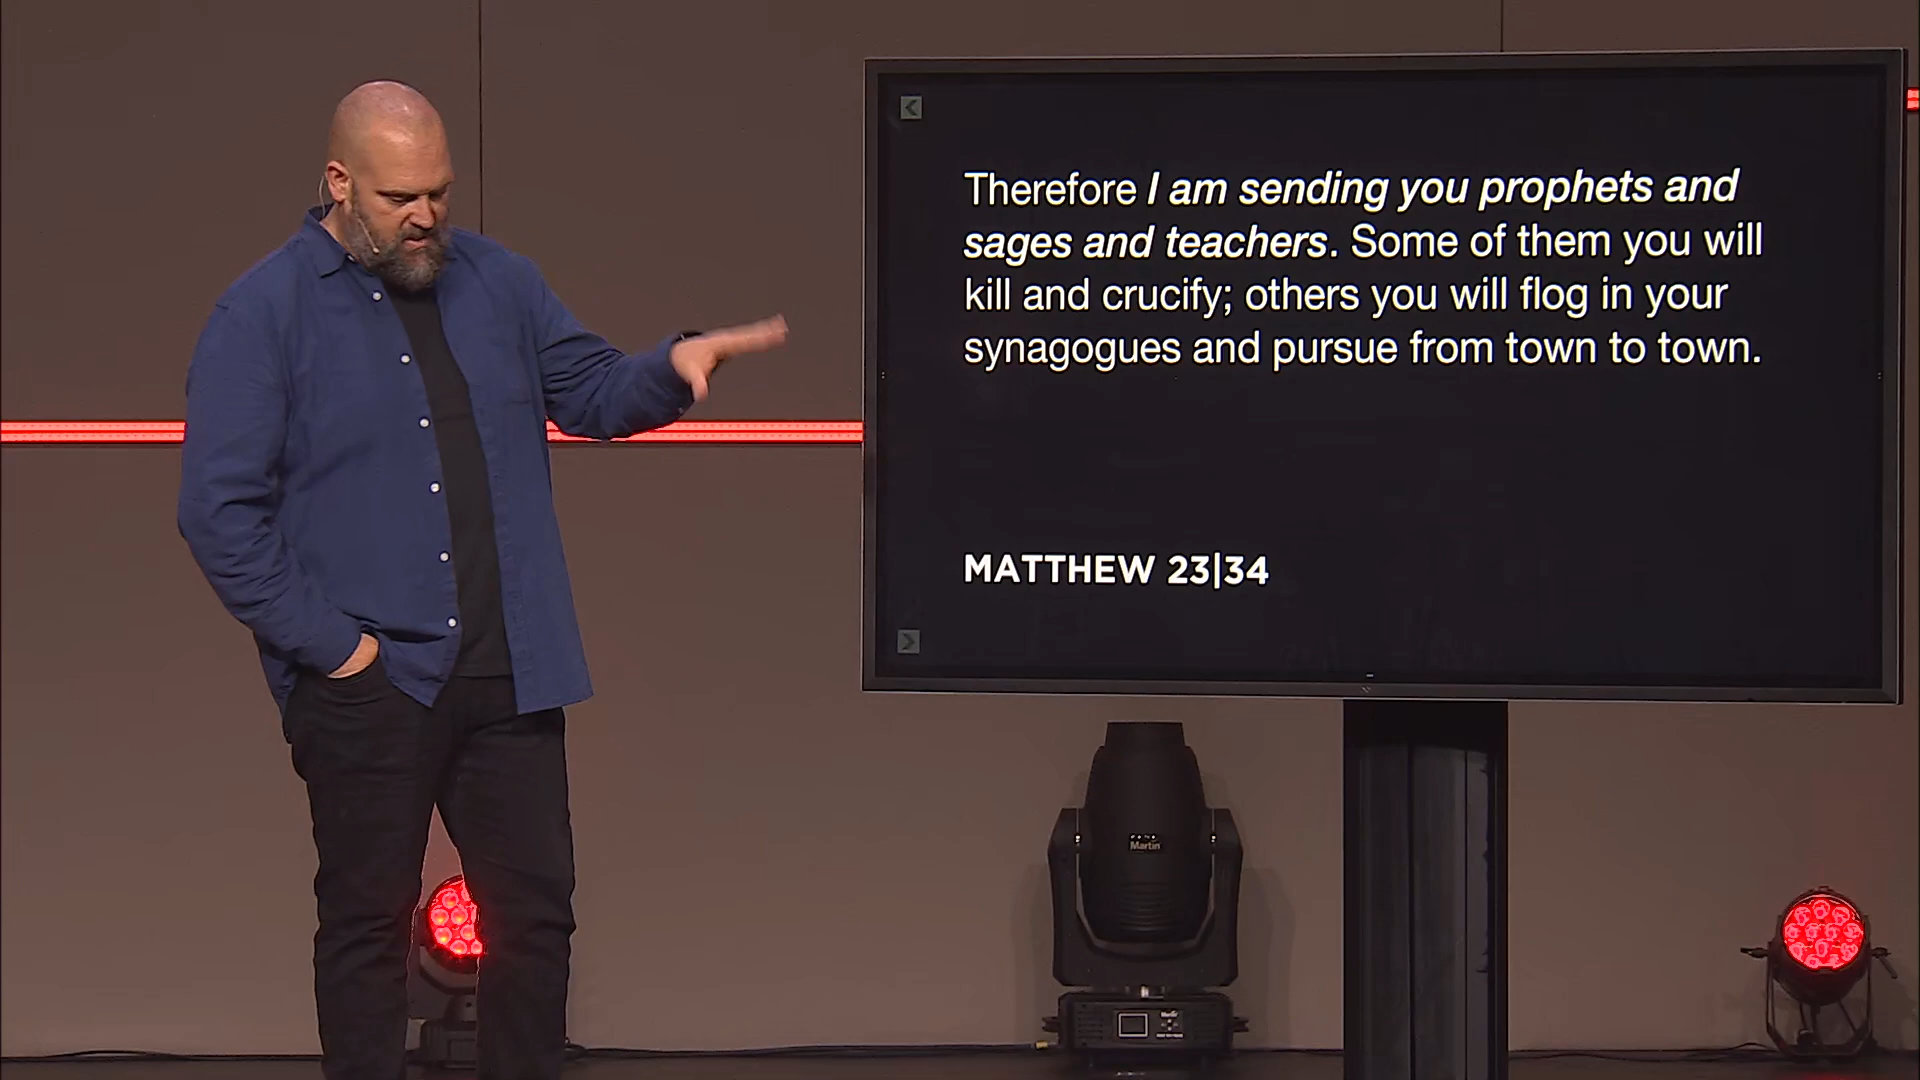 Therefore I am sending you prophets and
sages and teachers. Some of them you will
kill and crucify; others you will flog in your
synagogues and pursue from town to town.
MATTHEW 23|34
Martin
Martin